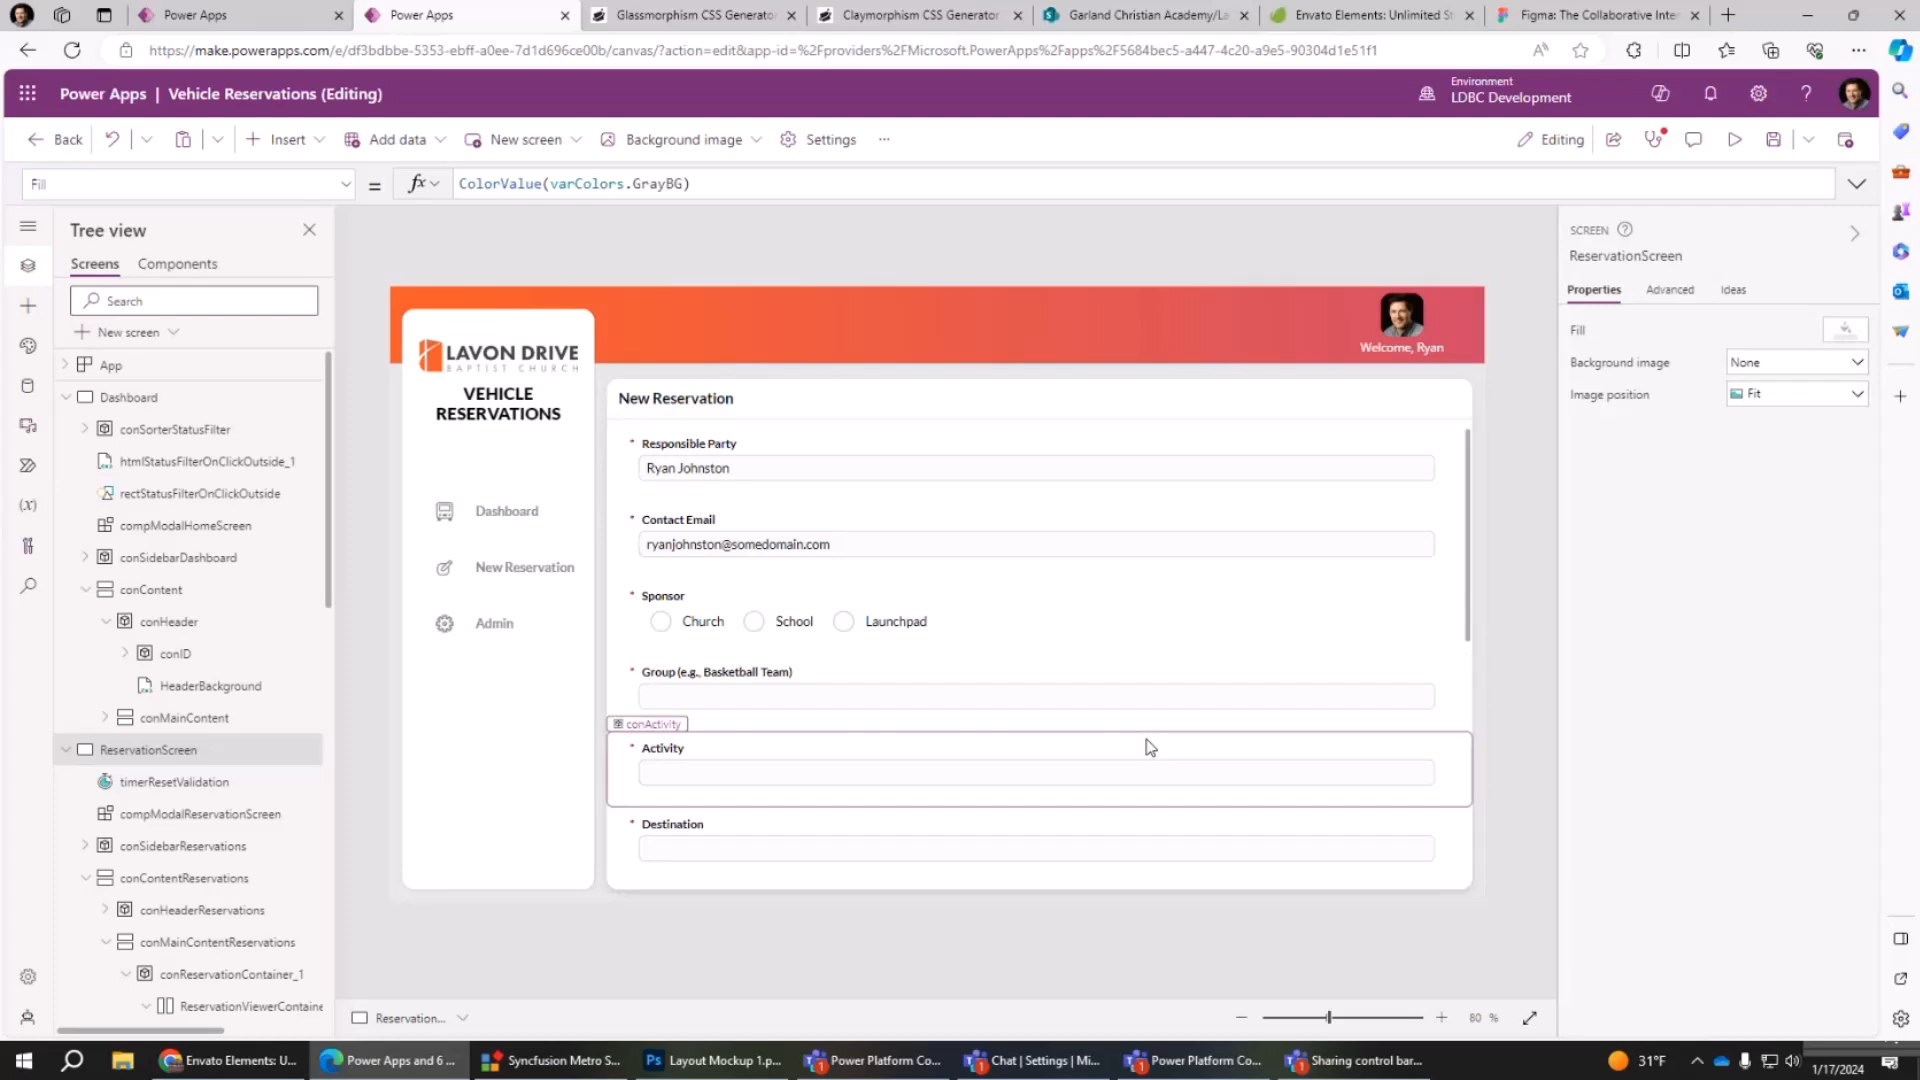 Power Apps
Power Apps
Glassmorphism CSS Generator
Claymorphism CSS Generator
Garland Christian Academy/La
Envato Elements: Unlimited St
Figma: The Collaborative Inter
https://make.powerapps.com/e/df3bdbbe-5353-ebff-a0ee-7d1d696ce00b/canvas/?action=edit&app-id=%2Fproviders%2FMicrosoft.PowerApps%2Fapps%2F5684bec5-a447-4c20-a9e5-90304d1e51f1
Power Apps | Vehicle Reservations (Editing)
Environment
LDBC Development
Back
Insert
Add data
New screen
Background image
Settings
Editing
Fill
=
fx
ColorValue(varColors.GrayBG)
Tree view
Screens
Components
Search
New screen
App
Dashboard
conSorterStatusFilter
htmlStatusFilterOnClickOutside_1
rectStatusFilterOnClickOutside
compModalHomeScreen
conSidebarDashboard
conContent
conHeader
conID
HeaderBackground
conMainContent
ReservationScreen
timerResetValidation
compModalReservationScreen
conSidebarReservations
conContentReservations
conHeaderReservations
conMainContentReservations
conReservationContainer_1
ReservationViewerContaine
LAVON DRIVE
BAPTIST CHURCH
VEHICLE
RESERVATIONS
Dashboard
New Reservation
Admin
Welcome, Ryan
New Reservation
* Responsible Party
Ryan Johnston
* Contact Email
ryanjohnston@somedomain.com
* Sponsor
Church
School
Launchpad
* Group (e.g., Basketball Team)
conActivity
* Activity
* Destination
Reservation...
80 %
SCREEN
ReservationScreen
Properties
Advanced
Ideas
Fill
Background image
None
Image position
Fit
Envato Elements: U...
Power Apps and 6 ...
Syncfusion Metro S...
Layout Mockup 1.p...
Power Platform Co...
Chat | Settings | Mi...
Power Platform Co...
Sharing control bar...
31°F
1/17/2024